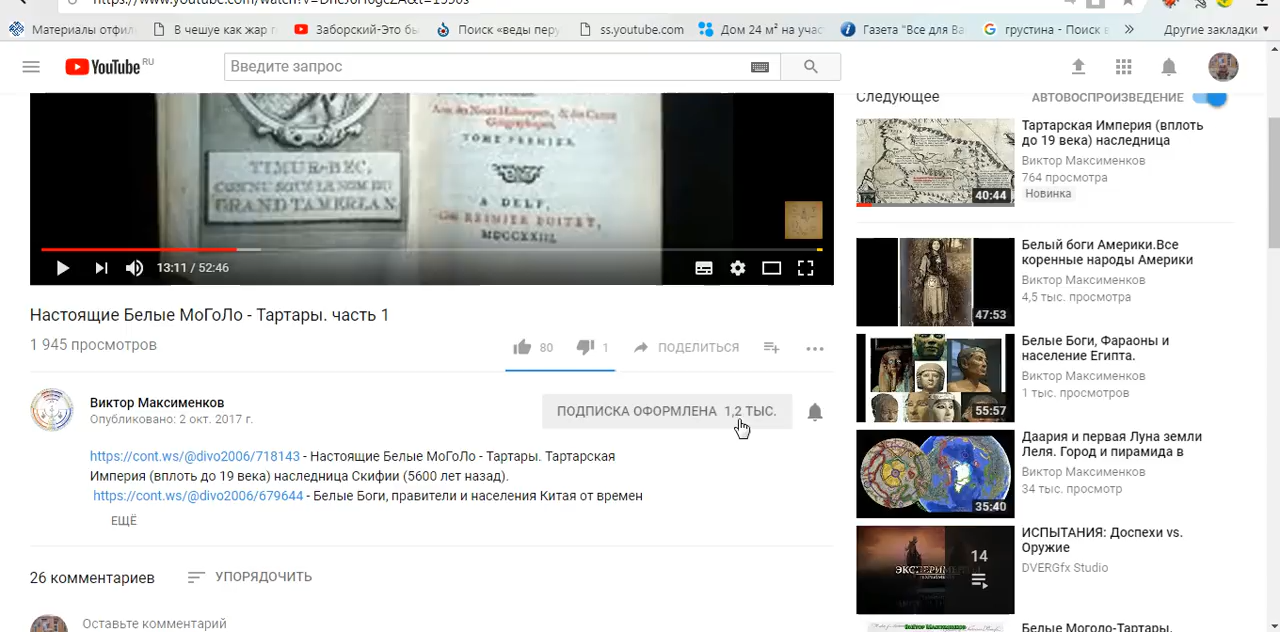 Материалы отфил
В чешуе как жар г
Заборский-Это бы
Поиск «веды перу
ss.youtube.com
Дом 24 м² на учас
Газета "Все для Ва
грустина - Поиск в
»
Другие закладки
YouTube RU
Введите запрос
TIMUR-BEC,
CONNU SOUS LE NOM DU
GRAND TAMERLAN.
TOME PREMIER.
A DELF,
Chez REINIER BOITET,
MDCCXXIII,
13:11 / 52:46
Настоящие Белые МоГоЛо - Тартары. часть 1
1 945 просмотров
80
1
ПОДЕЛИТЬСЯ
Виктор Максименков
Опубликовано: 2 окт. 2017 г.
ПОДПИСКА ОФОРМЛЕНА 1,2 ТЫС.
https://cont.ws/@divo2006/718143 - Настоящие Белые МоГоЛо - Тартары. Тартарская
Империя (вплоть до 19 века) наследница Скифии (5600 лет назад).
https://cont.ws/@divo2006/679644 - Белые Боги, правители и населения Китая от времен
ЕЩЁ
26 комментариев
УПОРЯДОЧИТЬ
Оставьте комментарий
Следующее
АВТОВОСПРОИЗВЕДЕНИЕ
40:44
Тартарская Империя (вплоть
до 19 века) наследница
Виктор Максименков
764 просмотра
Новинка
47:53
Белый боги Америки.Все
коренные народы Америки
Виктор Максименков
4,5 тыс. просмотра
55:57
Белые Боги, Фараоны и
население Египта.
Виктор Максименков
1 тыс. просмотров
35:40
Даария и первая Луна земли
Леля. Город и пирамида в
Виктор Максименков
34 тыс. просмотр
14
ИСПЫТАНИЯ: Доспехи vs.
Оружие
DVERGfx Studio
Белые Моголо-Тартары.